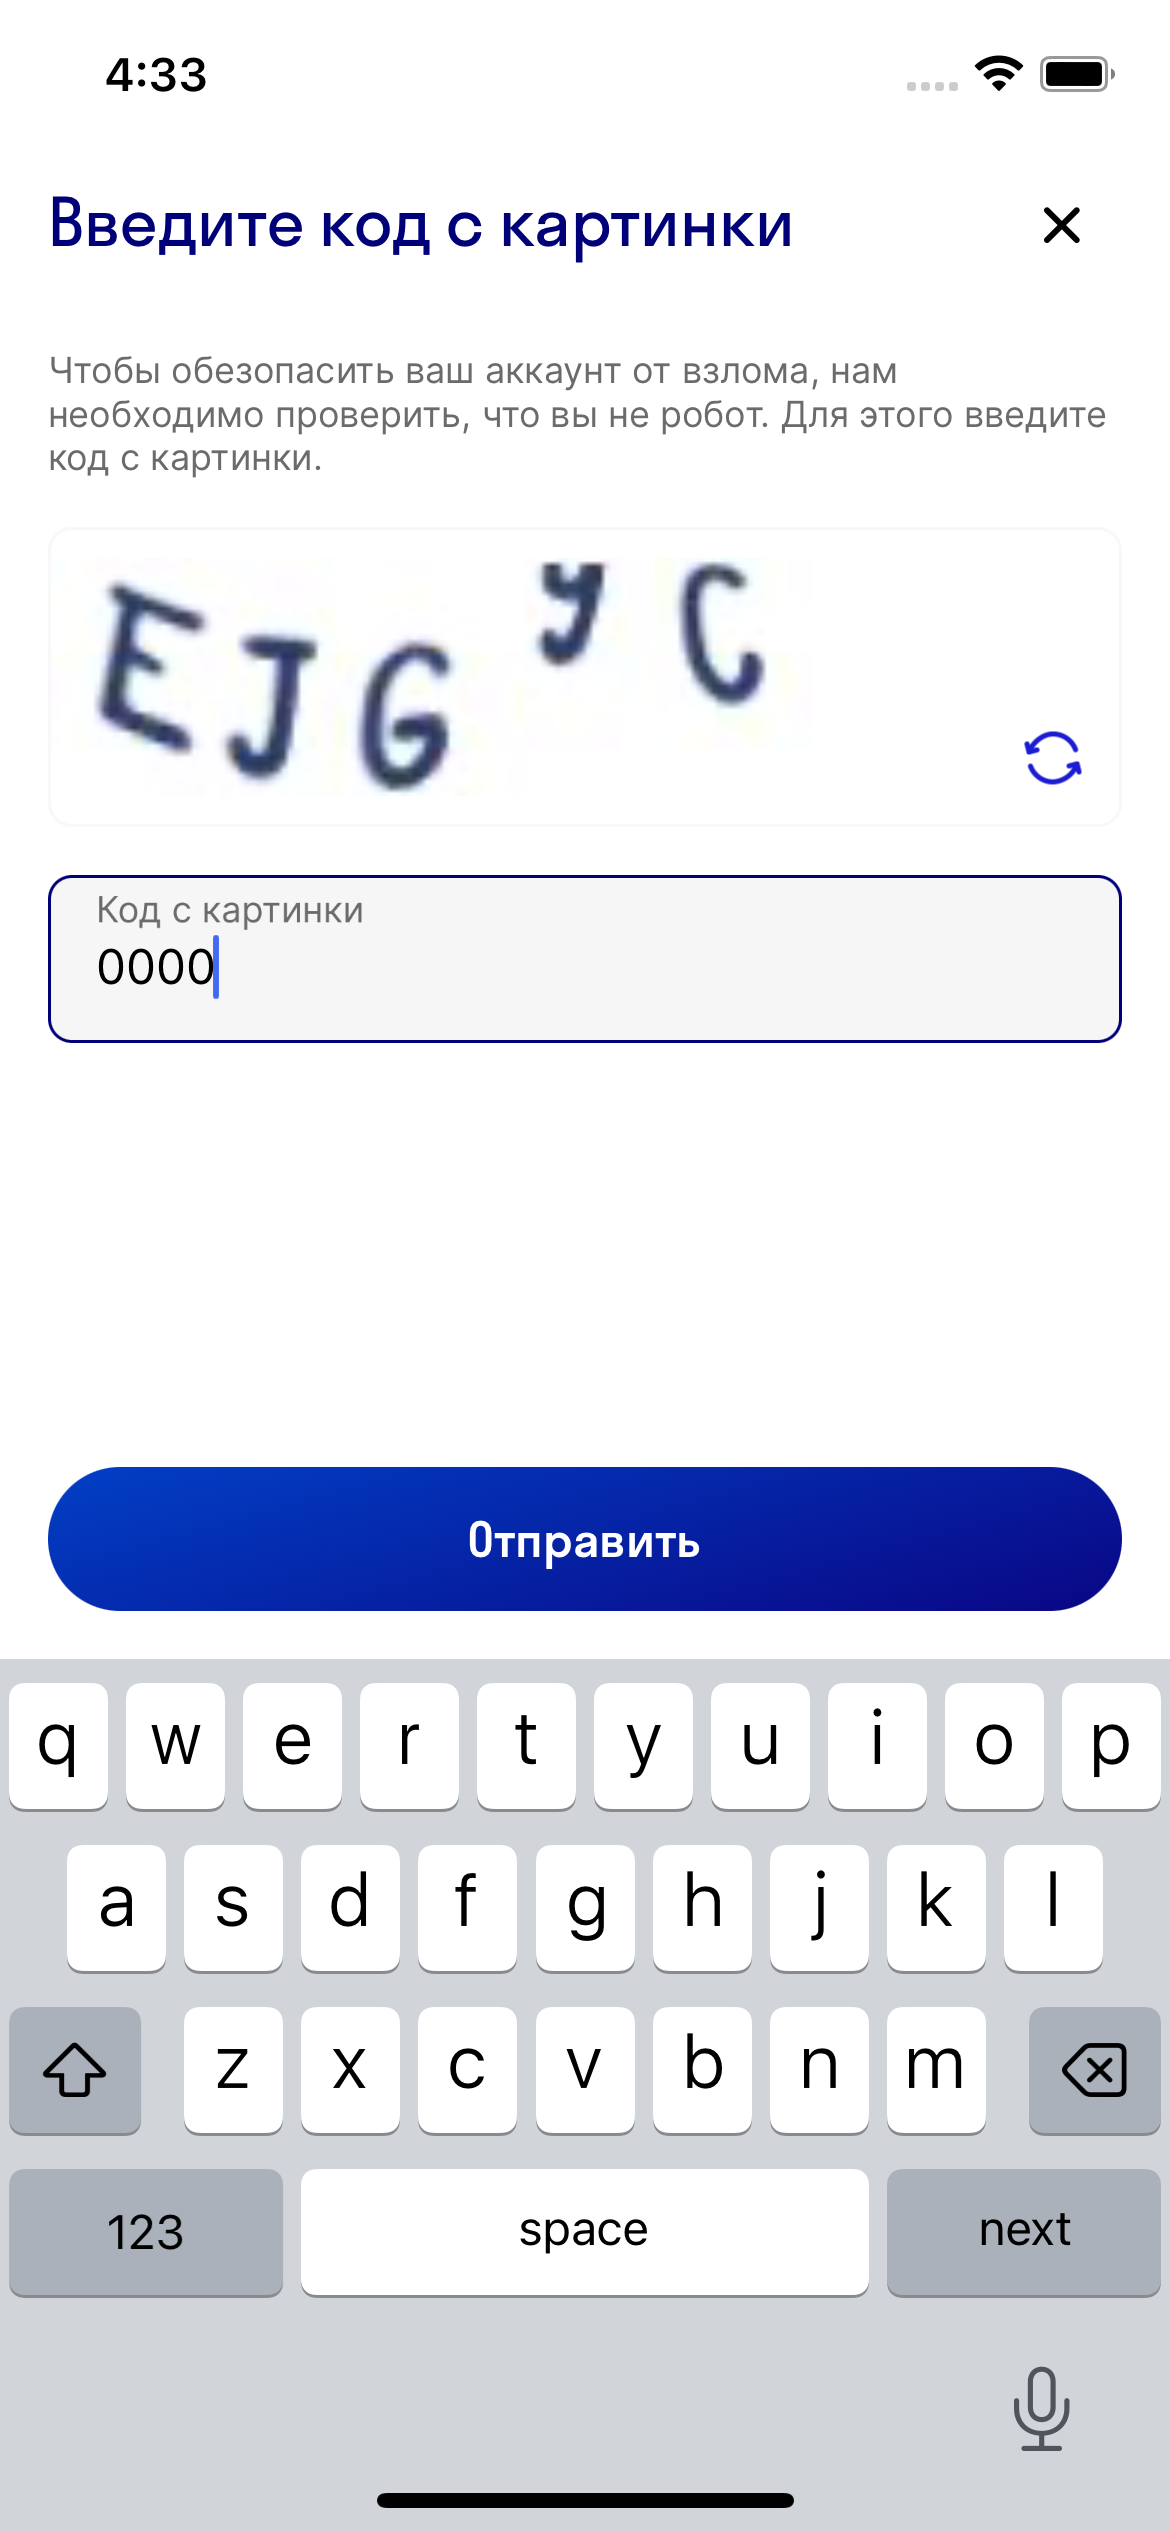 4:33
Введите код с картинки
Чтобы обезопасить ваш аккаунт от взлома, нам
необходимо проверить, что вы не робот. Для этого введите
код с картинки.
EJGyC
Код с картинки
0000
Отправить
q w e r t y u i o p
a s d f g h j k l
z x c v b n m
123 space next